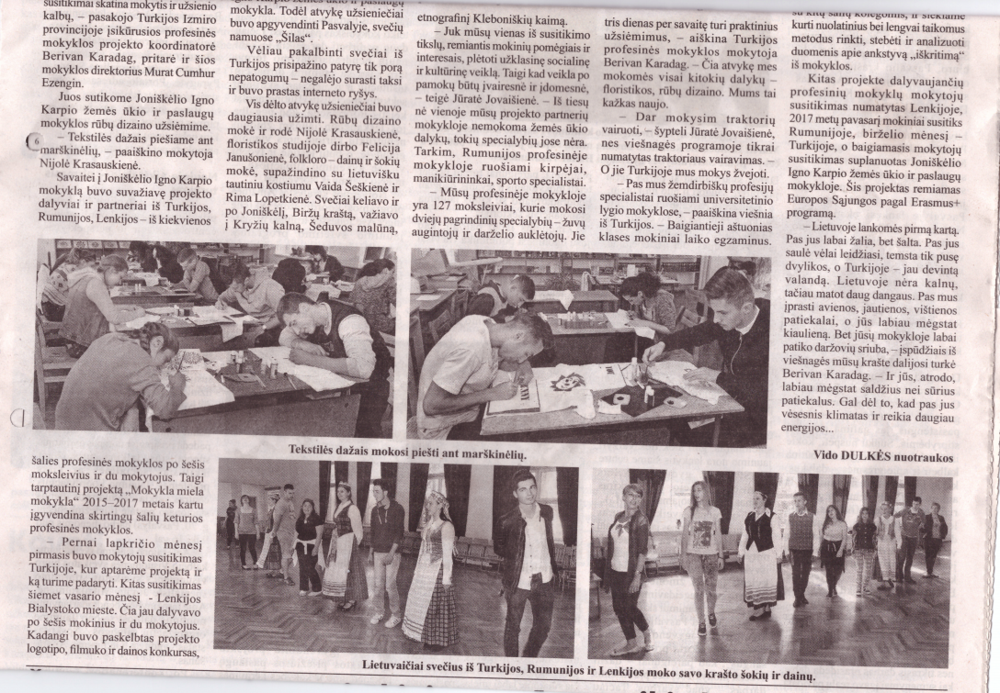 susitikimai skatina mokytis ir užsienio
kalbų, – pasakojo Turkijos Izmiro
provincijoje įsikūrusios profesinės
mokyklos projekto koordinatorė
Berivan Karadag, pritarė ir šios
mokyklos direktorius Murat Cumhur
Ezengin.
Juos sutikome Joniškėlio Igno
Karpio žemės ūkio ir paslaugų
mokyklos rūbų dizaino užsiėmime.
– Tekstilės dažais piešiame ant
marškinėlių, – paaiškino mokytoja
Nijolė Krasauskienė.
Savaitei į Joniškėlio Igno Karpio
mokyklą buvo suvažiavę projekto
dalyviai ir partneriai iš Turkijos,
Rumunijos, Lenkijos – iš kiekvienos
šalies profesinės mokyklos po šešis
moksleivius ir du mokytojus. Taigi
tarptautinį projektą „Mokykla miela
mokykla“ 2015–2017 metais kartu
įgyvendina skirtingų šalių keturios
profesinės mokyklos.
– Pernai lapkričio mėnesį
pirmasis buvo mokytojų susitikimas
Turkijoje, kur aptarėme projektą ir
ką turime padaryti. Kitas susitikimas
šiemet vasario mėnesį - Lenkijos
Bialystoko mieste. Čia jau dalyvavo
po šešis mokinius ir du mokytojus.
Kadangi buvo paskelbtas projekto
logotipo, filmuko ir dainos konkursas,
mokykla. Todėl atvykę užsieniečiai
buvo apgyvendinti Pasvalyje, svečių
namuose „Šilas“.
Vėliau pakalbinti svečiai iš
Turkijos prisipažino patyrę tik porą
nepatogumų – negalėjo surasti taksi
ir buvo prastas interneto ryšys.
Vis dėlto atvykę užsieniečiai buvo
daugiausia užimti. Rūbų dizaino
mokė ir rodė Nijolė Krasauskienė,
floristikos studijoje dirbo Felicija
Janušonienė, folkloro – dainų ir šokių
mokė, supažindino su lietuvišku
tautiniu kostiumu Vaida Šeškienė ir
Rima Lopetkienė. Svečiai keliavo ir
po Joniškėlį, Biržų kraštą, važiavo
į Kryžių kalną, Šeduvos malūną,
etnografinį Kleboniškių kaimą.
– Juk mūsų vienas iš susitikimo
tikslų, remiantis mokinių pomėgiais ir
interesais, plėtoti užklasinę socialinę
ir kultūrinę veiklą. Taigi kad veikla po
pamokų būtų įvairesnė ir įdomesnė,
– teigė Jūratė Jovaišienė. – Iš tiesų
nė vienoje mūsų projekto partnerių
mokykloje nemokoma žemės ūkio
dalykų, tokių specialybių jose nėra.
Tarkim, Rumunijos profesinėje
mokykloje ruošiami kirpėjai,
manikiūrininkai, sporto specialistai.
– Mūsų profesinėje mokykloje
yra 127 moksleiviai, kurie mokosi
dviejų pagrindinių specialybių – žuvų
augintojų ir darželio auklėtojų. Jie
tris dienas per savaitę turi praktinius
užsiėmimus, – aiškina Turkijos
profesinės mokyklos mokytoja
Berivan Karadag. – Čia atvykę mes
mokomės visai kitokių dalykų –
floristikos, rūbų dizaino. Mums tai
kažkas naujo.
– Dar mokysim traktorių
vairuoti, – šypteli Jūratė Jovaišienė,
nes viešnagės programoje tikrai
numatytas traktoriaus vairavimas. –
O jie Turkijoje mus mokys žvejoti.
– Pas mus žemdirbiškų profesijų
specialistai ruošiami universitetinio
lygio mokyklose, – paaiškina viešnia
iš Turkijos. – Baigiantieji aštuonias
klases mokiniai laiko egzaminus.
su kitų šalių kolegomis, ir siekiame
kurti nuolatinius bei lengvai taikomus
metodus rinkti, stebėti ir analizuoti
duomenis apie ankstyvą „iškritimą“
iš mokyklos.
Kitas projekte dalyvaujančių
profesinių mokyklų mokytojų
susitikimas numatytas Lenkijoje,
2017 metų pavasarį mokiniai susitiks
Rumunijoje, birželio mėnesį –
Turkijoje, o baigiamasis mokytojų
susitikimas suplanuotas Joniškėlio
Igno Karpio žemės ūkio ir paslaugų
mokykloje. Šis projektas remiamas
Europos Sąjungos pagal Erasmus+
programą.
– Lietuvoje lankomės pirmą kartą.
Pas jus labai žalia, bet šalta. Pas jus
saulė vėlai leidžiasi, temsta tik pusę
dvylikos, o Turkijoje – jau devintą
valandą. Lietuvoje nėra kalnų,
tačiau matot daug dangaus. Pas mus
įprasti avienos, jautienos, vištienos
patiekalai, o jūs labiau mėgstat
kiaulieną. Bet jūsų mokykloje labai
patiko daržovių sriuba, – įspūdžiais iš
viešnagės mūsų krašte dalijosi turkė
Berivan Karadag. – Ir jūs, atrodo,
labiau mėgstat saldžius nei sūrius
patiekalus. Gal dėl to, kad pas jus
vėsesnis klimatas ir reikia daugiau
energijos...
Vido DULKĖS nuotraukos
Tekstilės dažais mokosi piešti ant marškinėlių.
Lietuvaičiai svečius iš Turkijos, Rumunijos ir Lenkijos moko savo krašto šokių ir dainų.